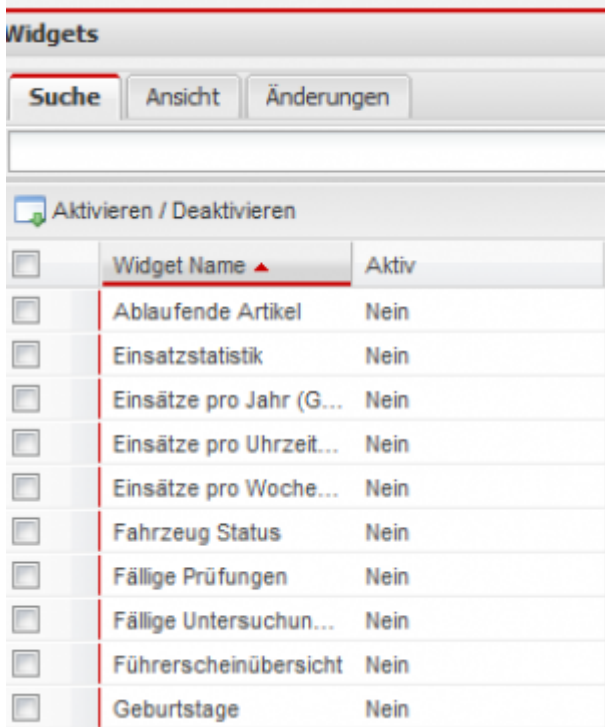 Widgets
Suche Ansicht Änderungen
Aktivieren / Deaktivieren
Widget Name Aktiv
Ablaufende Artikel Nein
Einsatzstatistik Nein
Einsätze pro Jahr (G... Nein
Einsätze pro Uhrzeit... Nein
Einsätze pro Woche... Nein
Fahrzeug Status Nein
Fällige Prüfungen Nein
Fällige Untersuchun... Nein
Führerscheinübersicht Nein
Geburtstage Nein